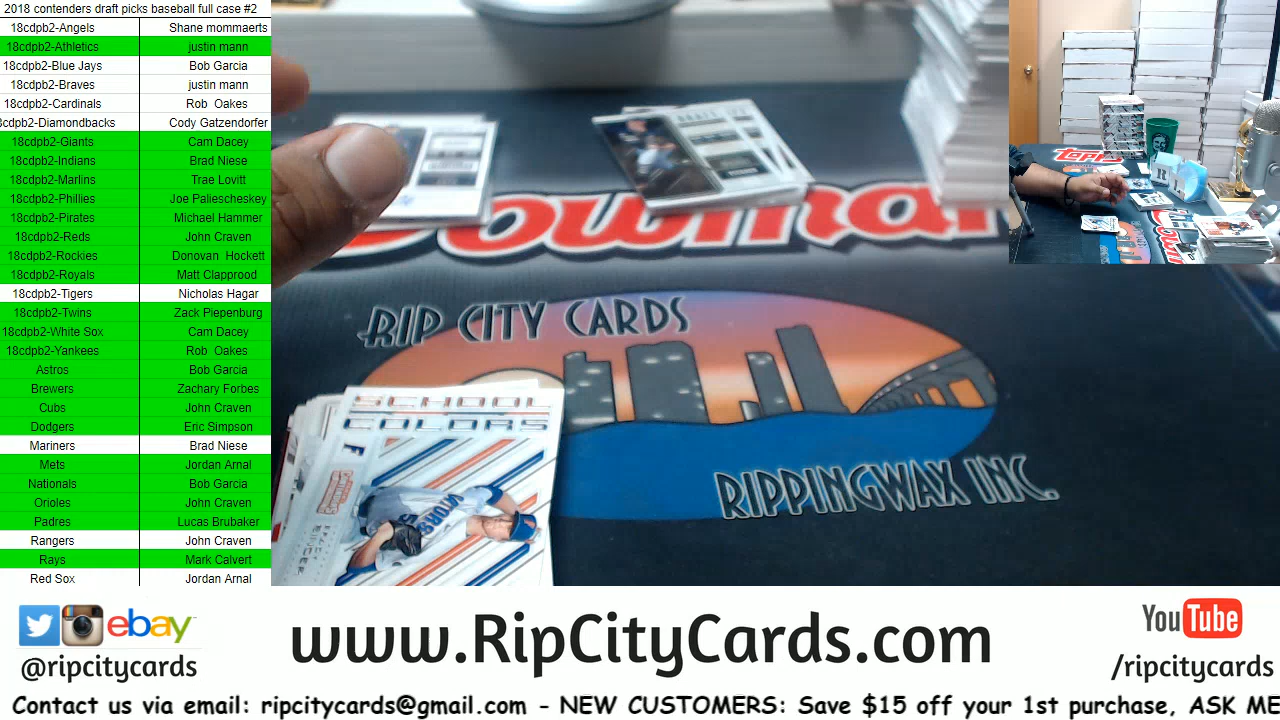 2018 contenders draft picks baseball full case #2
18cdpb2-Angels Shane mommaerts
18cdpb2-Athletics justin mann
18cdpb2-Blue Jays Bob Garcia
18cdpb2-Braves justin mann
18cdpb2-Cardinals Rob Oakes
8cdpb2-Diamondbacks Cody Gatzendorfer
18cdpb2-Giants Cam Dacey
18cdpb2-Indians Brad Niese
18cdpb2-Marlins Trae Lovitt
18cdpb2-Phillies Joe Paliescheskey
18cdpb2-Pirates Michael Hammer
18cdpb2-Reds John Craven
18cdpb2-Rockies Donovan Hockett
18cdpb2-Royals Matt Clapprood
18cdpb2-Tigers Nicholas Hagar
18cdpb2-Twins Zack Piepenburg
18cdpb2-White Sox Cam Dacey
18cdpb2-Yankees Rob Oakes
Astros Bob Garcia
Brewers Zachary Forbes
Cubs John Craven
Dodgers Eric Simpson
Mariners Brad Niese
Mets Jordan Arnal
Nationals Bob Garcia
Orioles John Craven
Padres Lucas Brubaker
Rangers John Craven
Rays Mark Calvert
Red Sox Jordan Arnal
Bowman
Topps
RIP CITY CARDS
RIPPINGWAX INC.
SCHOOL
COLORS
F
ebay
@ripcitycards
www.RipCityCards.com
YouTube
/ripcitycards
Contact us via email: ripcitycards@gmail.com - NEW CUSTOMERS: Save $15 off your 1st purchase, ASK ME